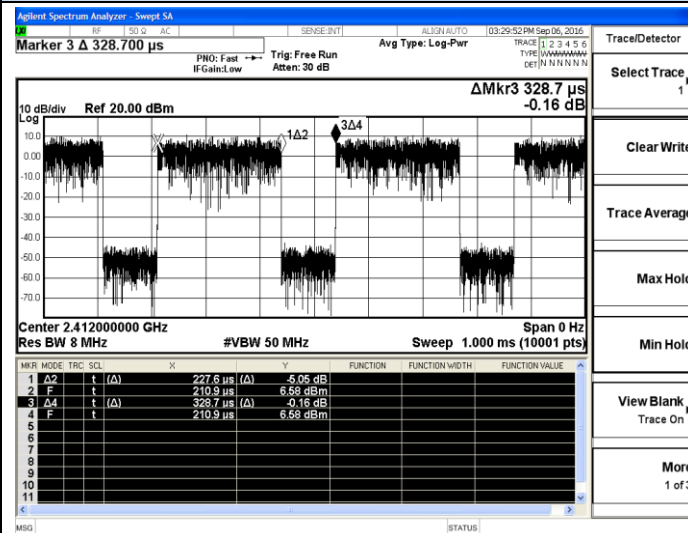 Agilent Spectrum Analyzer - Swept SA
RF 50 Ω AC SENSE:INT ALIGN AUTO 03:29:52 PM Sep 06, 2016
Marker 3 Δ 328.700 µs
PNO: Fast
IFGain:Low
Trig: Free Run
Atten: 30 dB
Avg Type: Log-Pwr
TRACE 1 2 3 4 5 6
TYPE WWWWWW
DET N N N N N N
ΔMkr3 328.7 µs
-0.16 dB
10 dB/div Ref 20.00 dBm
Log
10.0
0.00
-10.0
-20.0
-30.0
-40.0
-50.0
-60.0
-70.0
1Δ2
3Δ4
Center 2.412000000 GHz Span 0 Hz
Res BW 8 MHz #VBW 50 MHz Sweep 1.000 ms (10001 pts)
MKR MODE TRC SCL X Y FUNCTION FUNCTION WIDTH FUNCTION VALUE
1 Δ2 t (Δ) 227.6 µs (Δ) -5.05 dB
2 F t 210.9 µs 6.58 dBm
3 Δ4 t (Δ) 328.7 µs (Δ) -0.16 dB
4 F t 210.9 µs 6.58 dBm
5
6
7
8
9
10
11
MSG STATUS
Trace/Detector
Select Trace
1
Clear Write
Trace Average
Max Hold
Min Hold
View Blank
Trace On
More
1 of 3